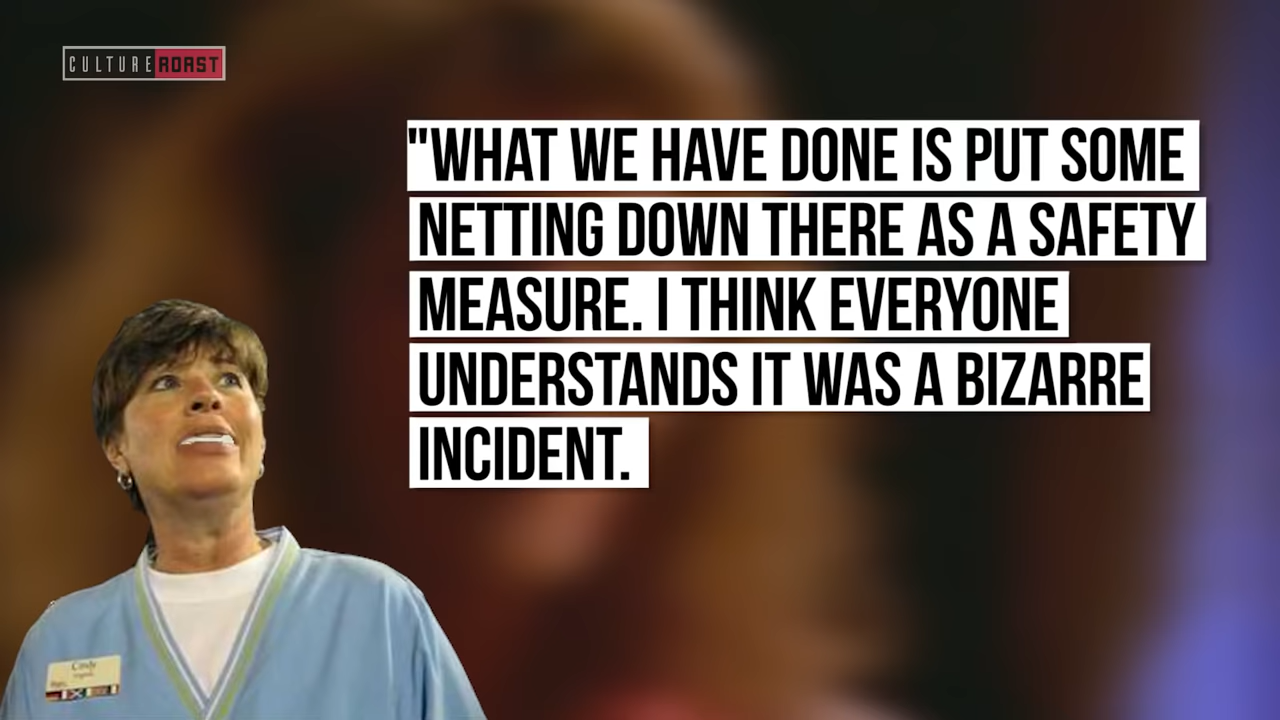 CULTURE ROAST
"WHAT WE HAVE DONE IS PUT SOME
NETTING DOWN THERE AS A SAFETY
MEASURE. I THINK EVERYONE
UNDERSTANDS IT WAS A BIZARRE
INCIDENT.
Cindy